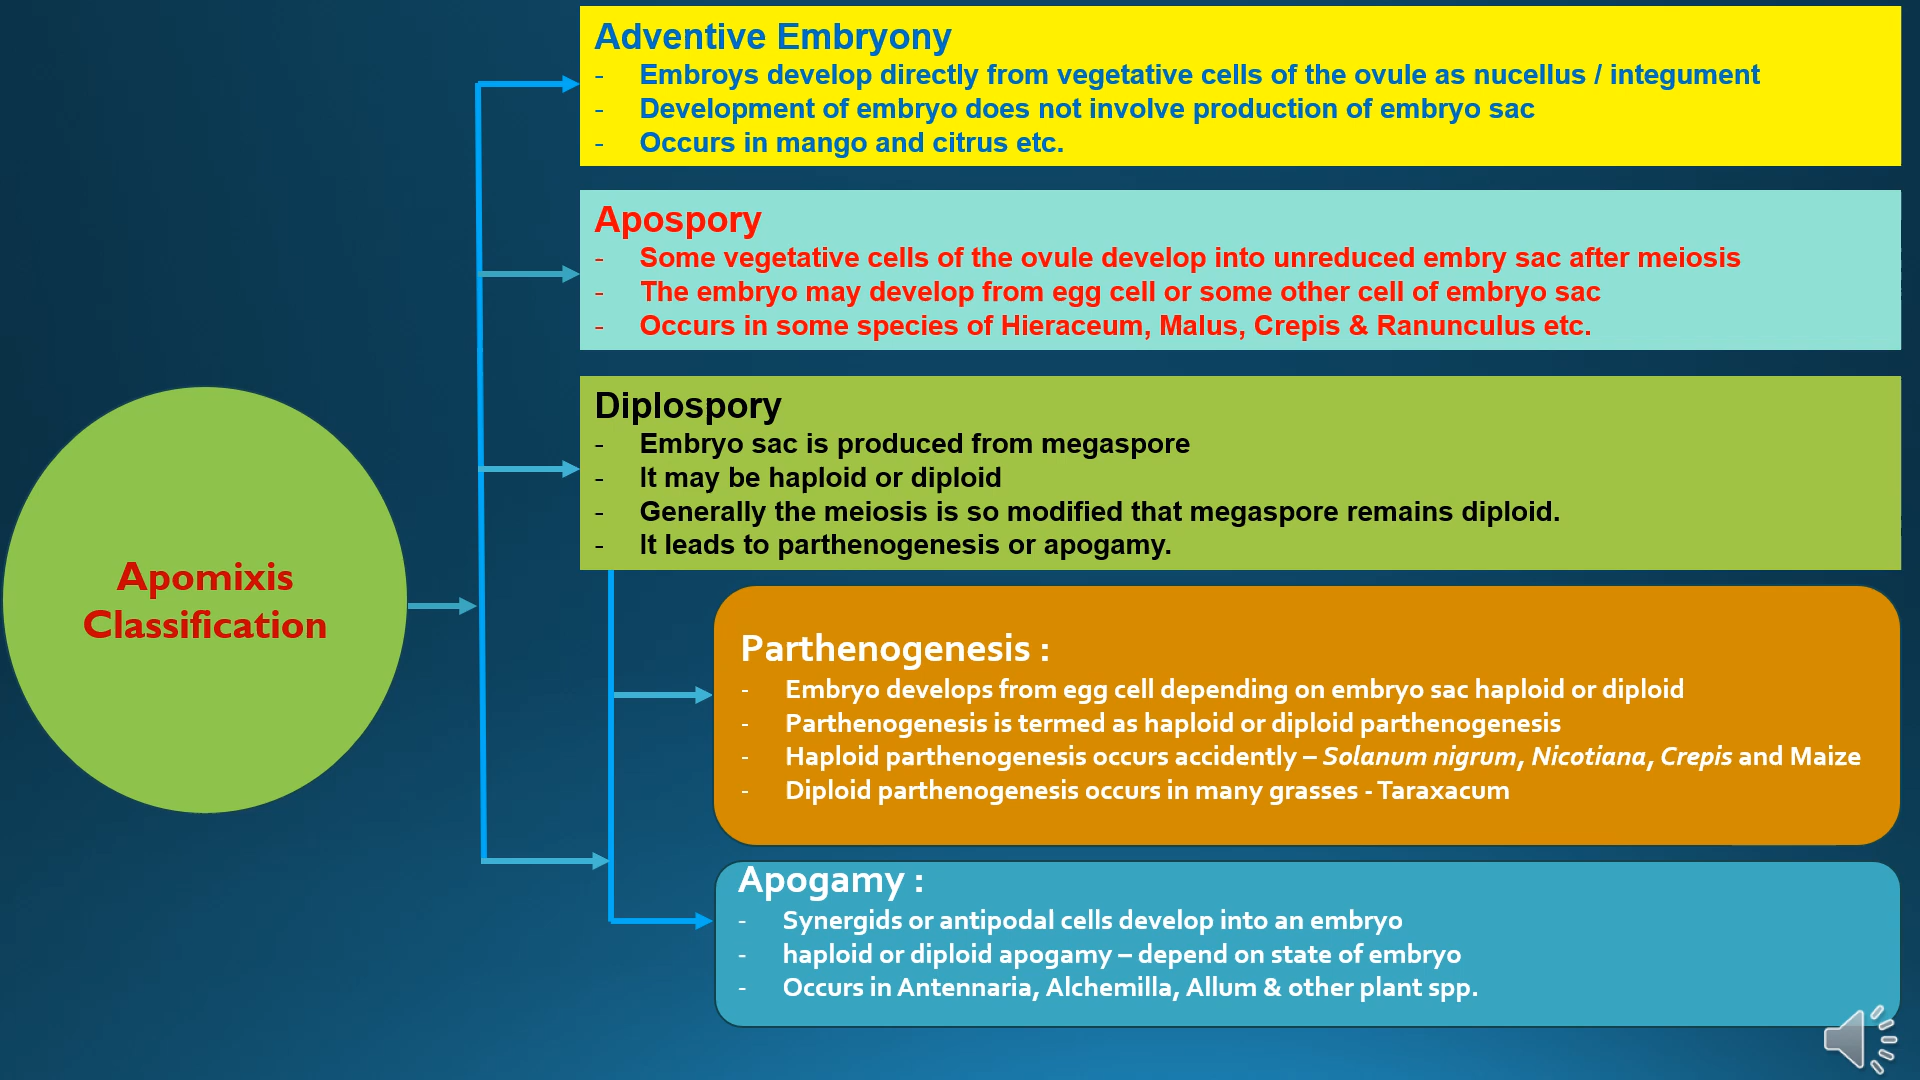 Adventive Embryony
- Embroys develop directly from vegetative cells of the ovule as nucellus / integument
- Development of embryo does not involve production of embryo sac
- Occurs in mango and citrus etc.
Apospory
- Some vegetative cells of the ovule develop into unreduced embry sac after meiosis
- The embryo may develop from egg cell or some other cell of embryo sac
- Occurs in some species of Hieraceum, Malus, Crepis & Ranunculus etc.
Diplospory
- Embryo sac is produced from megaspore
- It may be haploid or diploid
- Generally the meiosis is so modified that megaspore remains diploid.
- It leads to parthenogenesis or apogamy.
Apomixis
Classification
Parthenogenesis :
- Embryo develops from egg cell depending on embryo sac haploid or diploid
- Parthenogenesis is termed as haploid or diploid parthenogenesis
- Haploid parthenogenesis occurs accidently – Solanum nigrum, Nicotiana, Crepis and Maize
- Diploid parthenogenesis occurs in many grasses - Taraxacum
Apogamy :
- Synergids or antipodal cells develop into an embryo
- haploid or diploid apogamy – depend on state of embryo
- Occurs in Antennaria, Alchemilla, Allum & other plant spp.